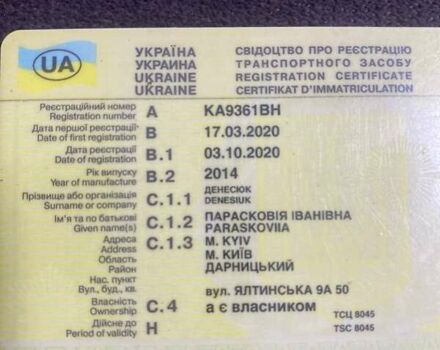 UA
УКРАЇНА
УКРАИНА
UKRAINE
UKRAINE
СВІДОЦТВО ПРО РЕЄСТРАЦІЮ
ТРАНСПОРТНОГО ЗАСОБУ
REGISTRATION CERTIFICATE
CERTIFIKAT D'IMMATRICULATION
Реєстраційний номер
Registration number A KA9361BH
Дата першої реєстрації
Date of first registration B 17.03.2020
Дата реєстрації
Date of registration B.1 03.10.2020
Рік випуску
Year of manufacture B.2 2014
Прізвище або організація
Surname or company C.1.1 ДЕНЕСЮК
DENESIUK
Ім'я та по батькові
Given name(s) C.1.2 ПАРАСКОВІЯ ІВАНІВНА
PARASKOVIIA
Адреса
Address C.1.3 М. KYIV
Область М. КИЇВ
Район ДАРНИЦЬКИЙ
Нас. пункт
Вул., буд., кв. вул. ЯЛТИНСЬКА 9А 50
Власність
Ownership C.4 а є власником
Дійсне до
Period of validity H
ТСЦ 8045
TSC 8045